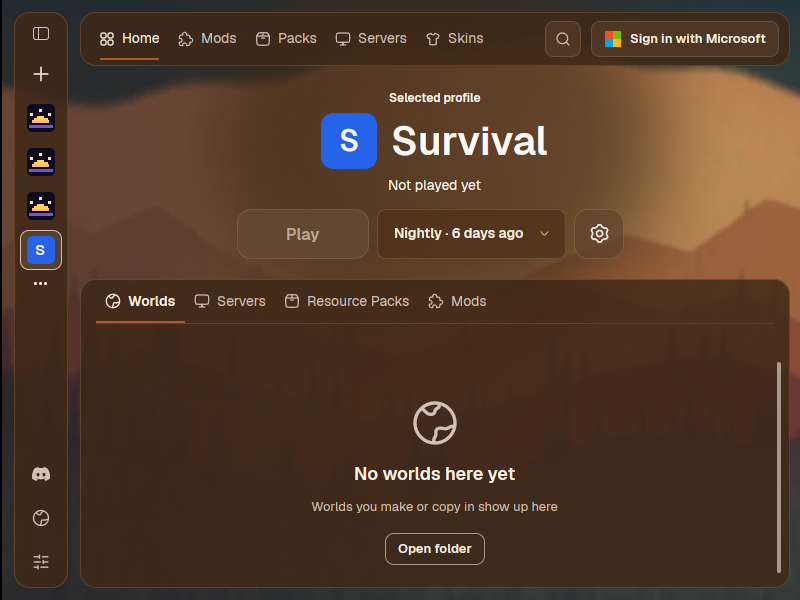 Home
Mods
Packs
Servers
Skins
Sign in with Microsoft
Selected profile
S
Survival
Not played yet
Play
Nightly · 6 days ago
S
Worlds
Servers
Resource Packs
Mods
No worlds here yet
Worlds you make or copy in show up here
Open folder